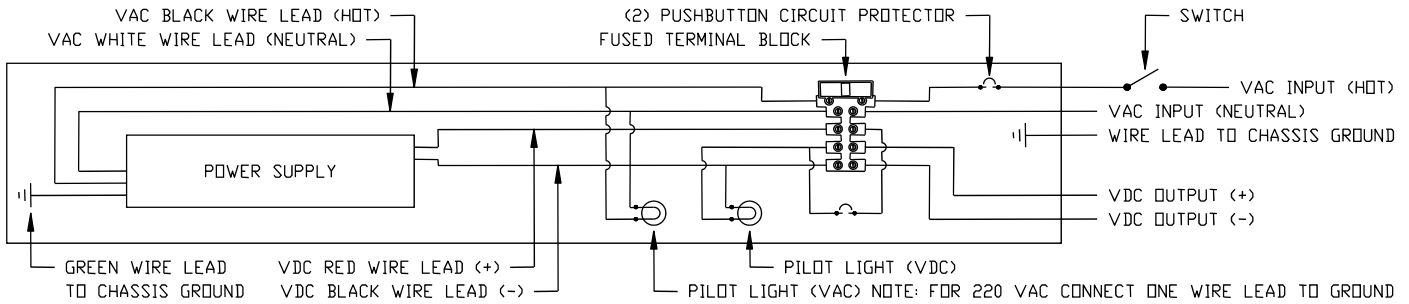 VAC BLACK WIRE LEAD (HOT)
(2) PUSHBUTTON CIRCUIT PROTECTOR
SWITCH
VAC WHITE WIRE LEAD (NEUTRAL)
FUSED TERMINAL BLOCK
VAC INPUT (HOT)
VAC INPUT (NEUTRAL)
WIRE LEAD TO CHASSIS GROUND
POWER SUPPLY
VDC OUTPUT (+)
VDC OUTPUT (-)
GREEN WIRE LEAD
TO CHASSIS GROUND
VDC RED WIRE LEAD (+)
VDC BLACK WIRE LEAD (-)
PILOT LIGHT (VDC)
PILOT LIGHT (VAC) NOTE: FOR 220 VAC CONNECT ONE WIRE LEAD TO GROUND